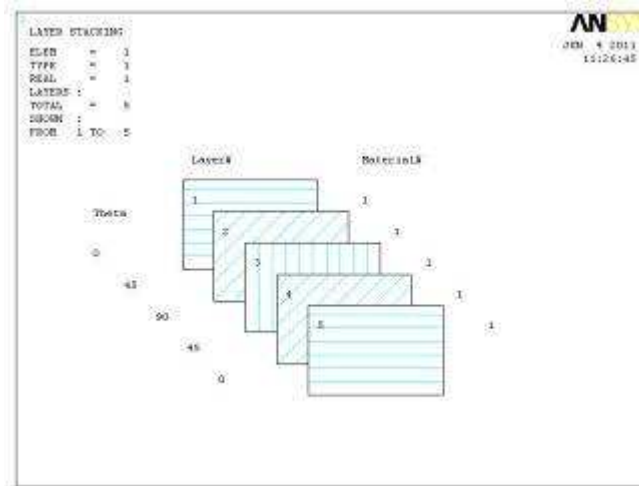 LAYER STACKING
ELEM = 1
TYPE = 1
REAL = 1
LAYERS :
TOTAL = 5
SHOWN :
FROM 1 TO 5
ANSYS
JAN 4 2011
11:26:45
Layer# Material#
Theta
1 1
2 1
0 3 1
45 4 1
90 5 1
45
0